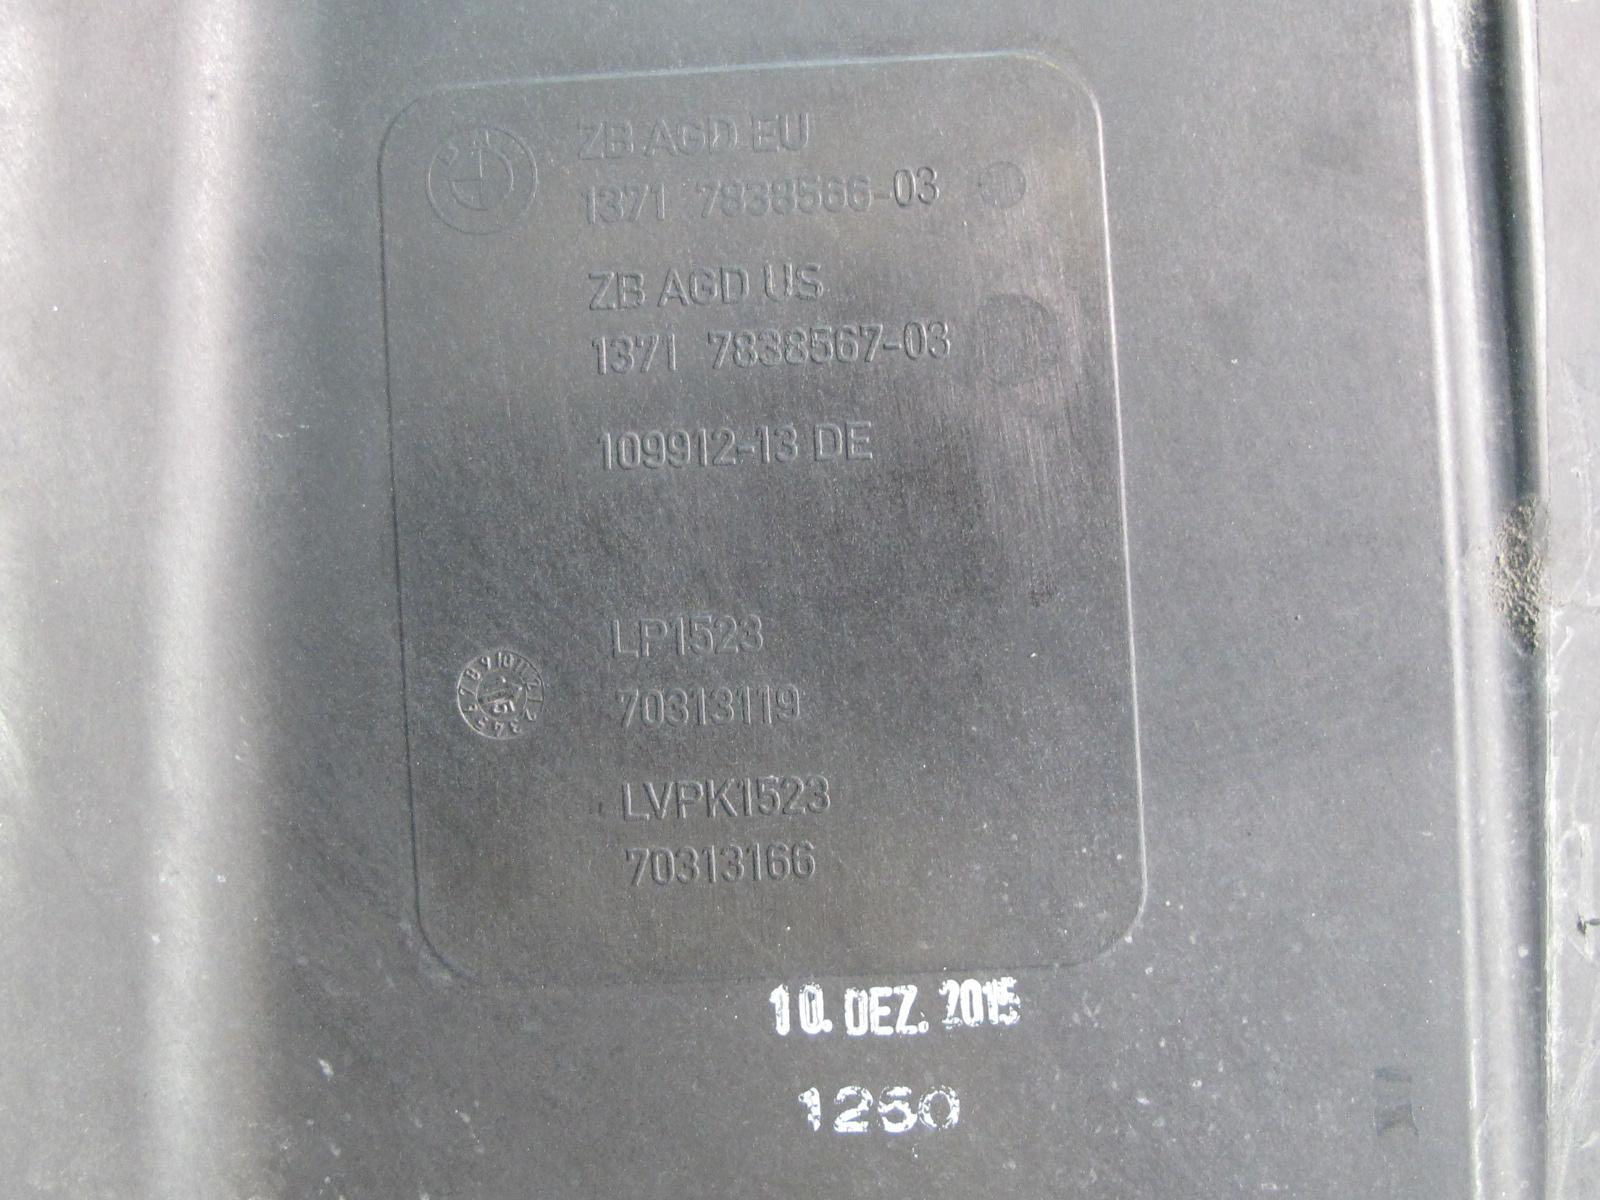 ZB AGD EU
1371 7838566-03
ZB AGD US
1371 7838567-03
109912-13 DE
LP1523
70313119
LVPK1523
70313166
10. DEZ. 2015